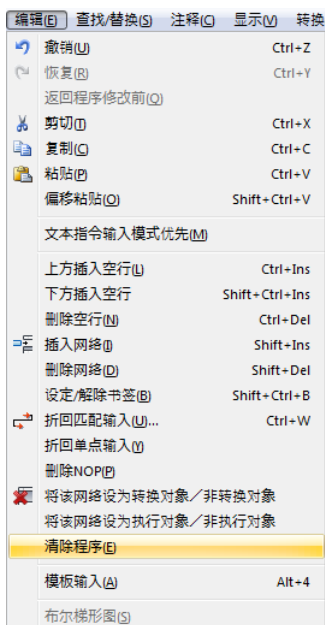 编辑(E) 查找/替换(S) 注释(C) 显示(V) 转换
撤销(U) Ctrl+Z
恢复(R) Ctrl+Y
返回程序修改前(O)
剪切(T) Ctrl+X
复制(C) Ctrl+C
粘贴(P) Ctrl+V
偏移粘贴(O) Shift+Ctrl+V
文本指令输入模式优先(M)
上方插入空行(L) Ctrl+Ins
下方插入空行 Shift+Ctrl+Ins
删除空行(N) Ctrl+Del
插入网络(I) Shift+Ins
删除网络(D) Shift+Del
设定/解除书签(B) Shift+Ctrl+B
折回匹配输入(U)... Ctrl+W
折回单点输入(Y)
删除NOP(P)
将该网络设为转换对象／非转换对象
将该网络设为执行对象／非执行对象
清除程序(E)
模板输入(A) Alt+4
布尔梯形图(S)